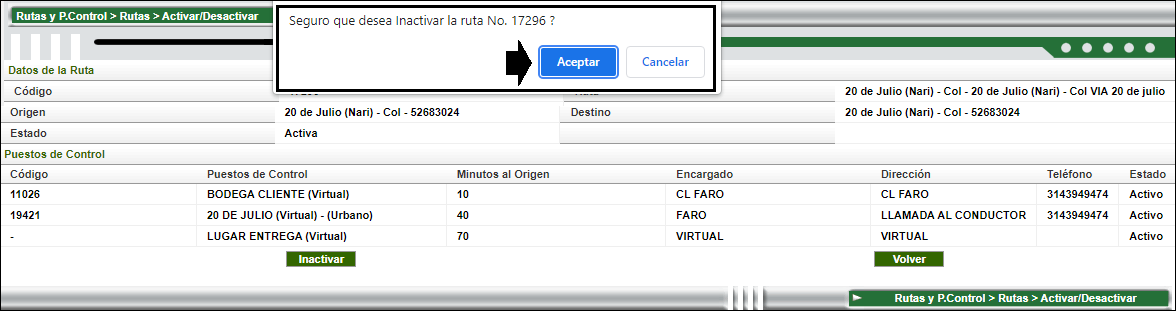 Rutas y P.Control > Rutas > Activar/Desactivar
Seguro que desea Inactivar la ruta No. 17296 ?
Aceptar Cancelar
Datos de la Ruta
Código 20 de Julio (Nari) - Col - 20 de Julio (Nari) - Col VIA 20 de julio
Origen 20 de Julio (Nari) - Col - 52683024 Destino 20 de Julio (Nari) - Col - 52683024
Estado Activa
Puestos de Control
Código Puestos de Control Minutos al Origen Encargado Dirección Teléfono Estado
11026 BODEGA CLIENTE (Virtual) 10 CL FARO CL FARO 3143949474 Activo
19421 20 DE JULIO (Virtual) - (Urbano) 40 FARO LLAMADA AL CONDUCTOR 3143949474 Activo
- LUGAR ENTREGA (Virtual) 70 VIRTUAL VIRTUAL Activo
Inactivar Volver
Rutas y P.Control > Rutas > Activar/Desactivar